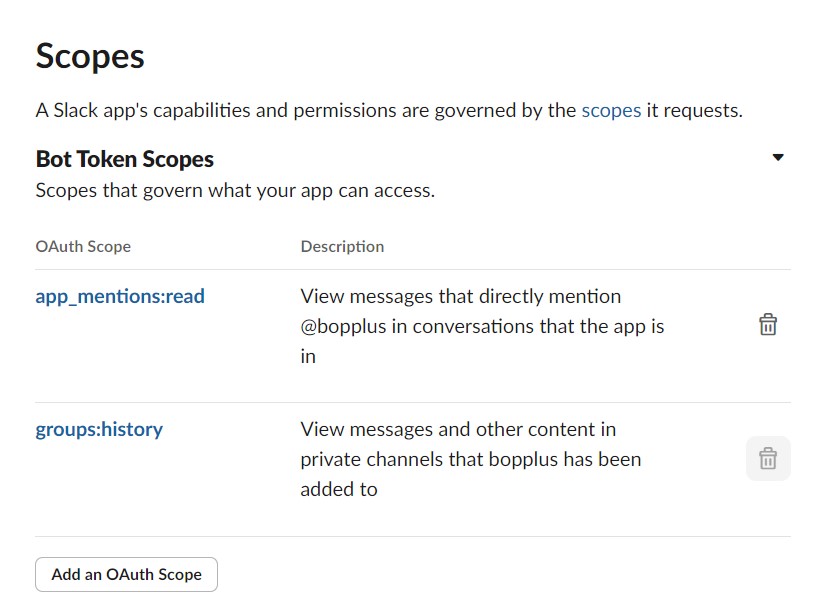 Scopes
A Slack app's capabilities and permissions are governed by the scopes it requests.
Bot Token Scopes
Scopes that govern what your app can access.
OAuth Scope Description
app_mentions:read View messages that directly mention
@bopplus in conversations that the app is
in
groups:history View messages and other content in
private channels that bopplus has been
added to
Add an OAuth Scope